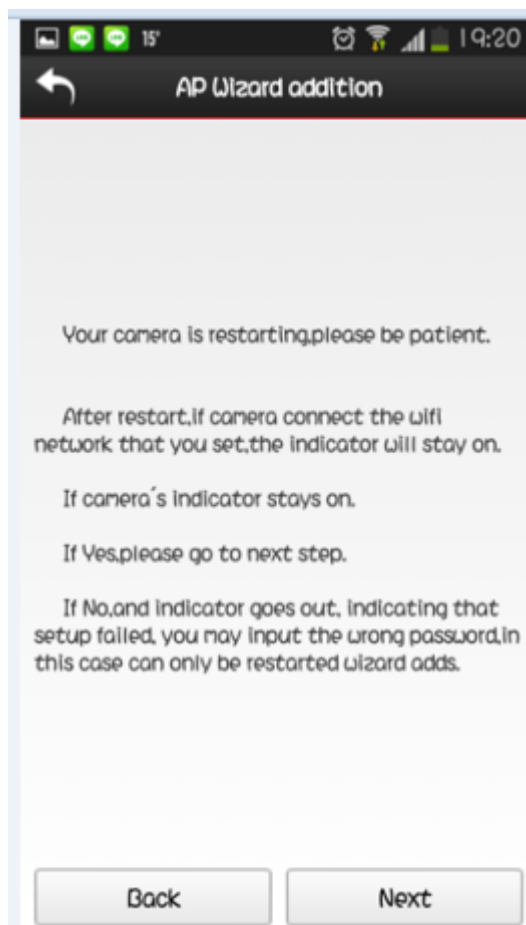 15°
19:20
AP Wizard addition
Your camera is restarting,please be patient.
After restart,if camera connect the wifi
network that you set,the indicator will stay on.
If camera's indicator stays on.
If Yes,please go to next step.
If No,and indicator goes out, indicating that
setup failed, you may input the wrong password,in
this case can only be restarted wizard adds.
Back
Next